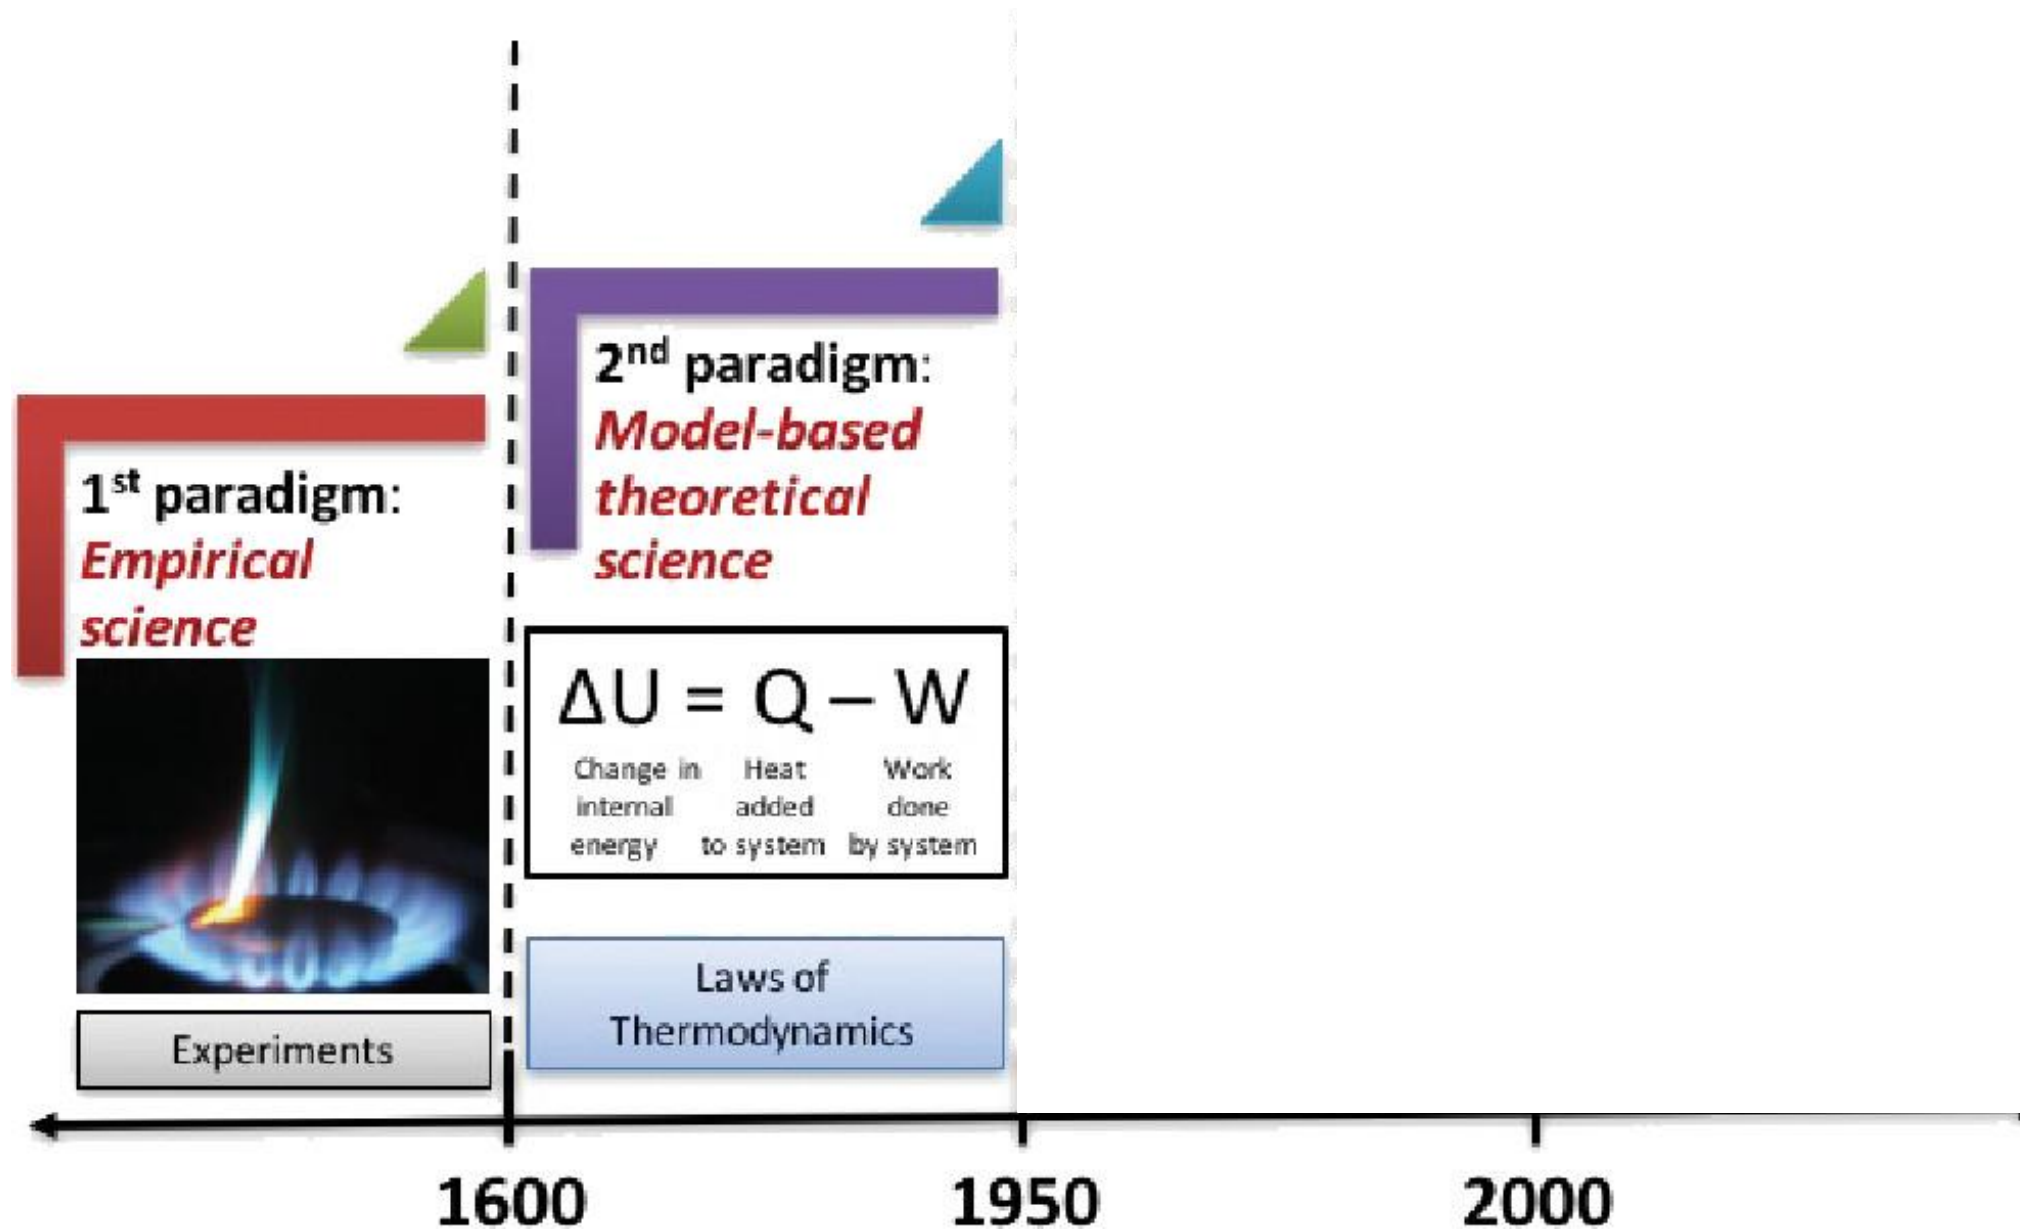 1st paradigm:
Empirical
science
Experiments
2nd paradigm:
Model-based
theoretical
science
ΔU = Q – W
Change in Heat Work
internal added done
energy to system by system
Laws of
Thermodynamics
1600 1950 2000